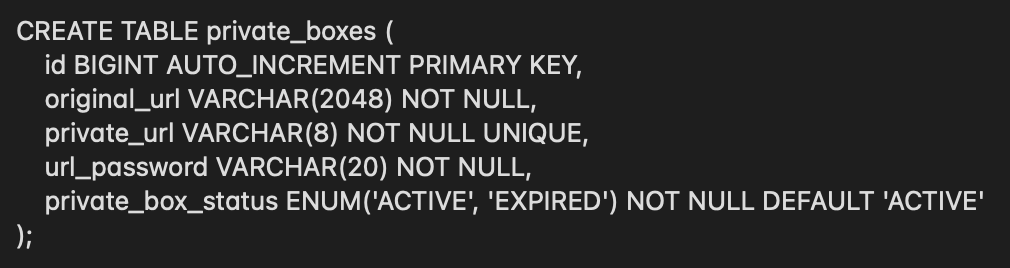 CREATE TABLE private_boxes (
    id BIGINT AUTO_INCREMENT PRIMARY KEY,
    original_url VARCHAR(2048) NOT NULL,
    private_url VARCHAR(8) NOT NULL UNIQUE,
    url_password VARCHAR(20) NOT NULL,
    private_box_status ENUM('ACTIVE', 'EXPIRED') NOT NULL DEFAULT 'ACTIVE'
);